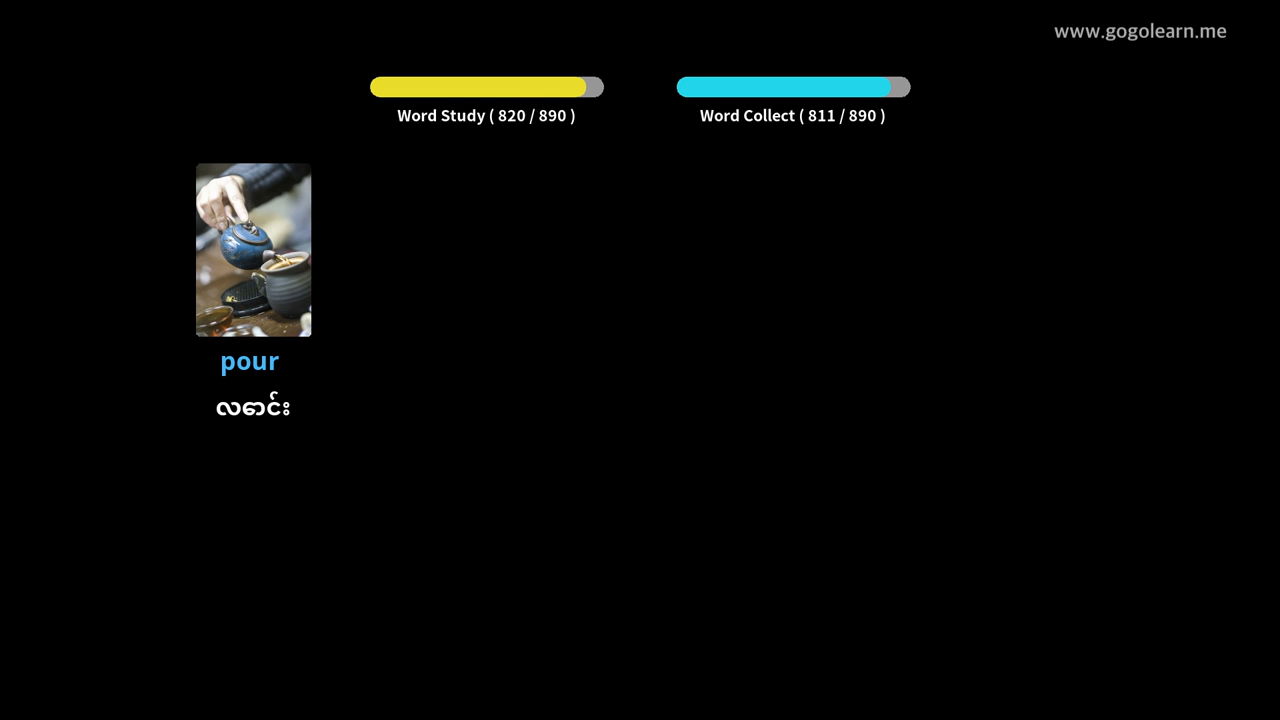 www.gogolearn.me
Word Study ( 820 / 890 )
Word Collect ( 811 / 890 )
pour
လောင်း